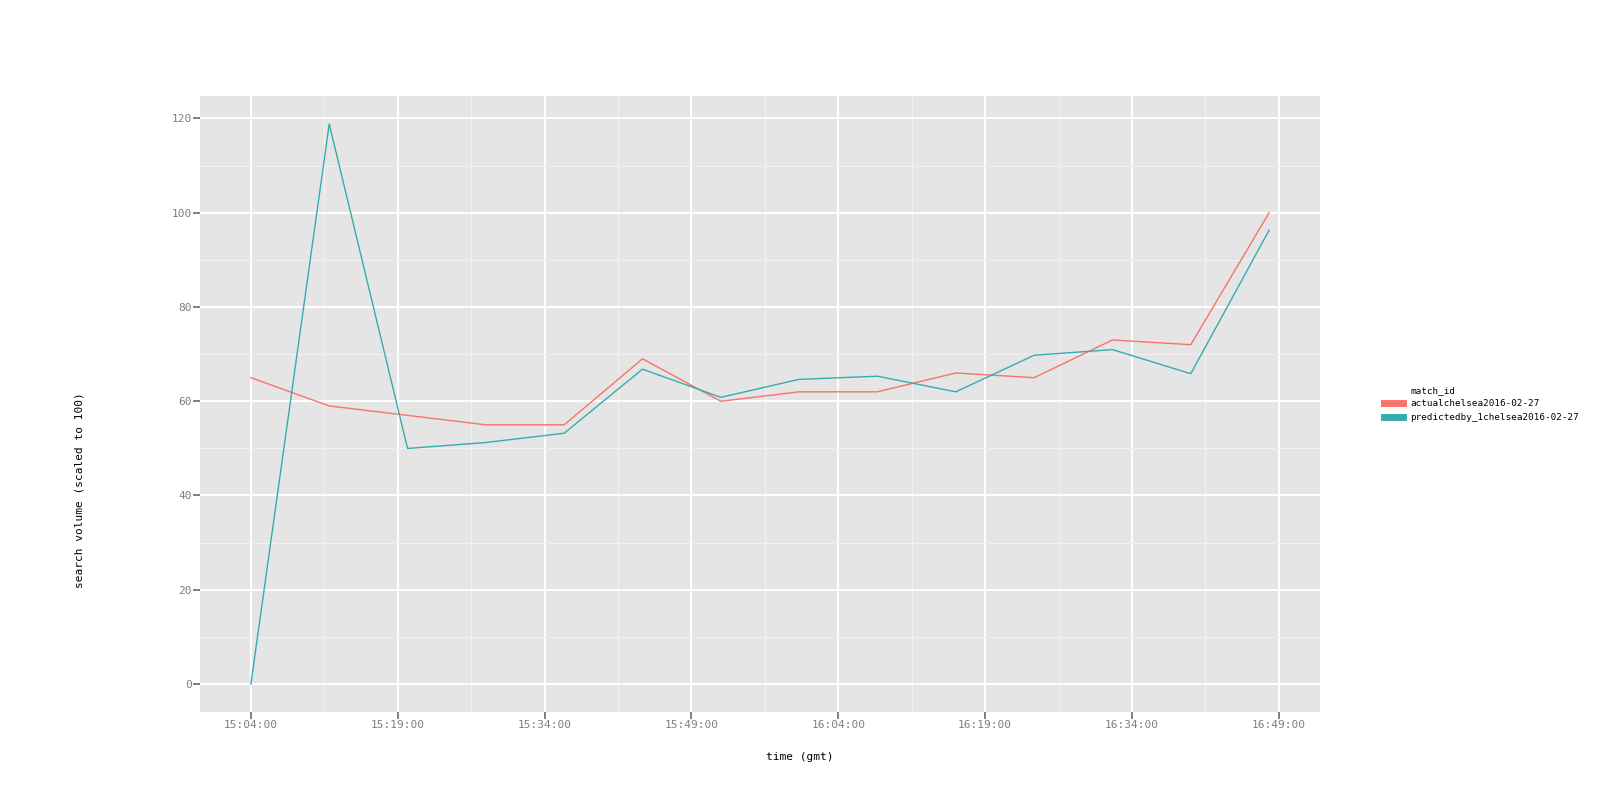 120
100
80
60
40
20
0
search volume (scaled to 100)
15:04:00 15:19:00 15:34:00 15:49:00 16:04:00 16:19:00 16:34:00 16:49:00
time (gmt)
match_id
actualchelsea2016-02-27
predictedby_1chelsea2016-02-27